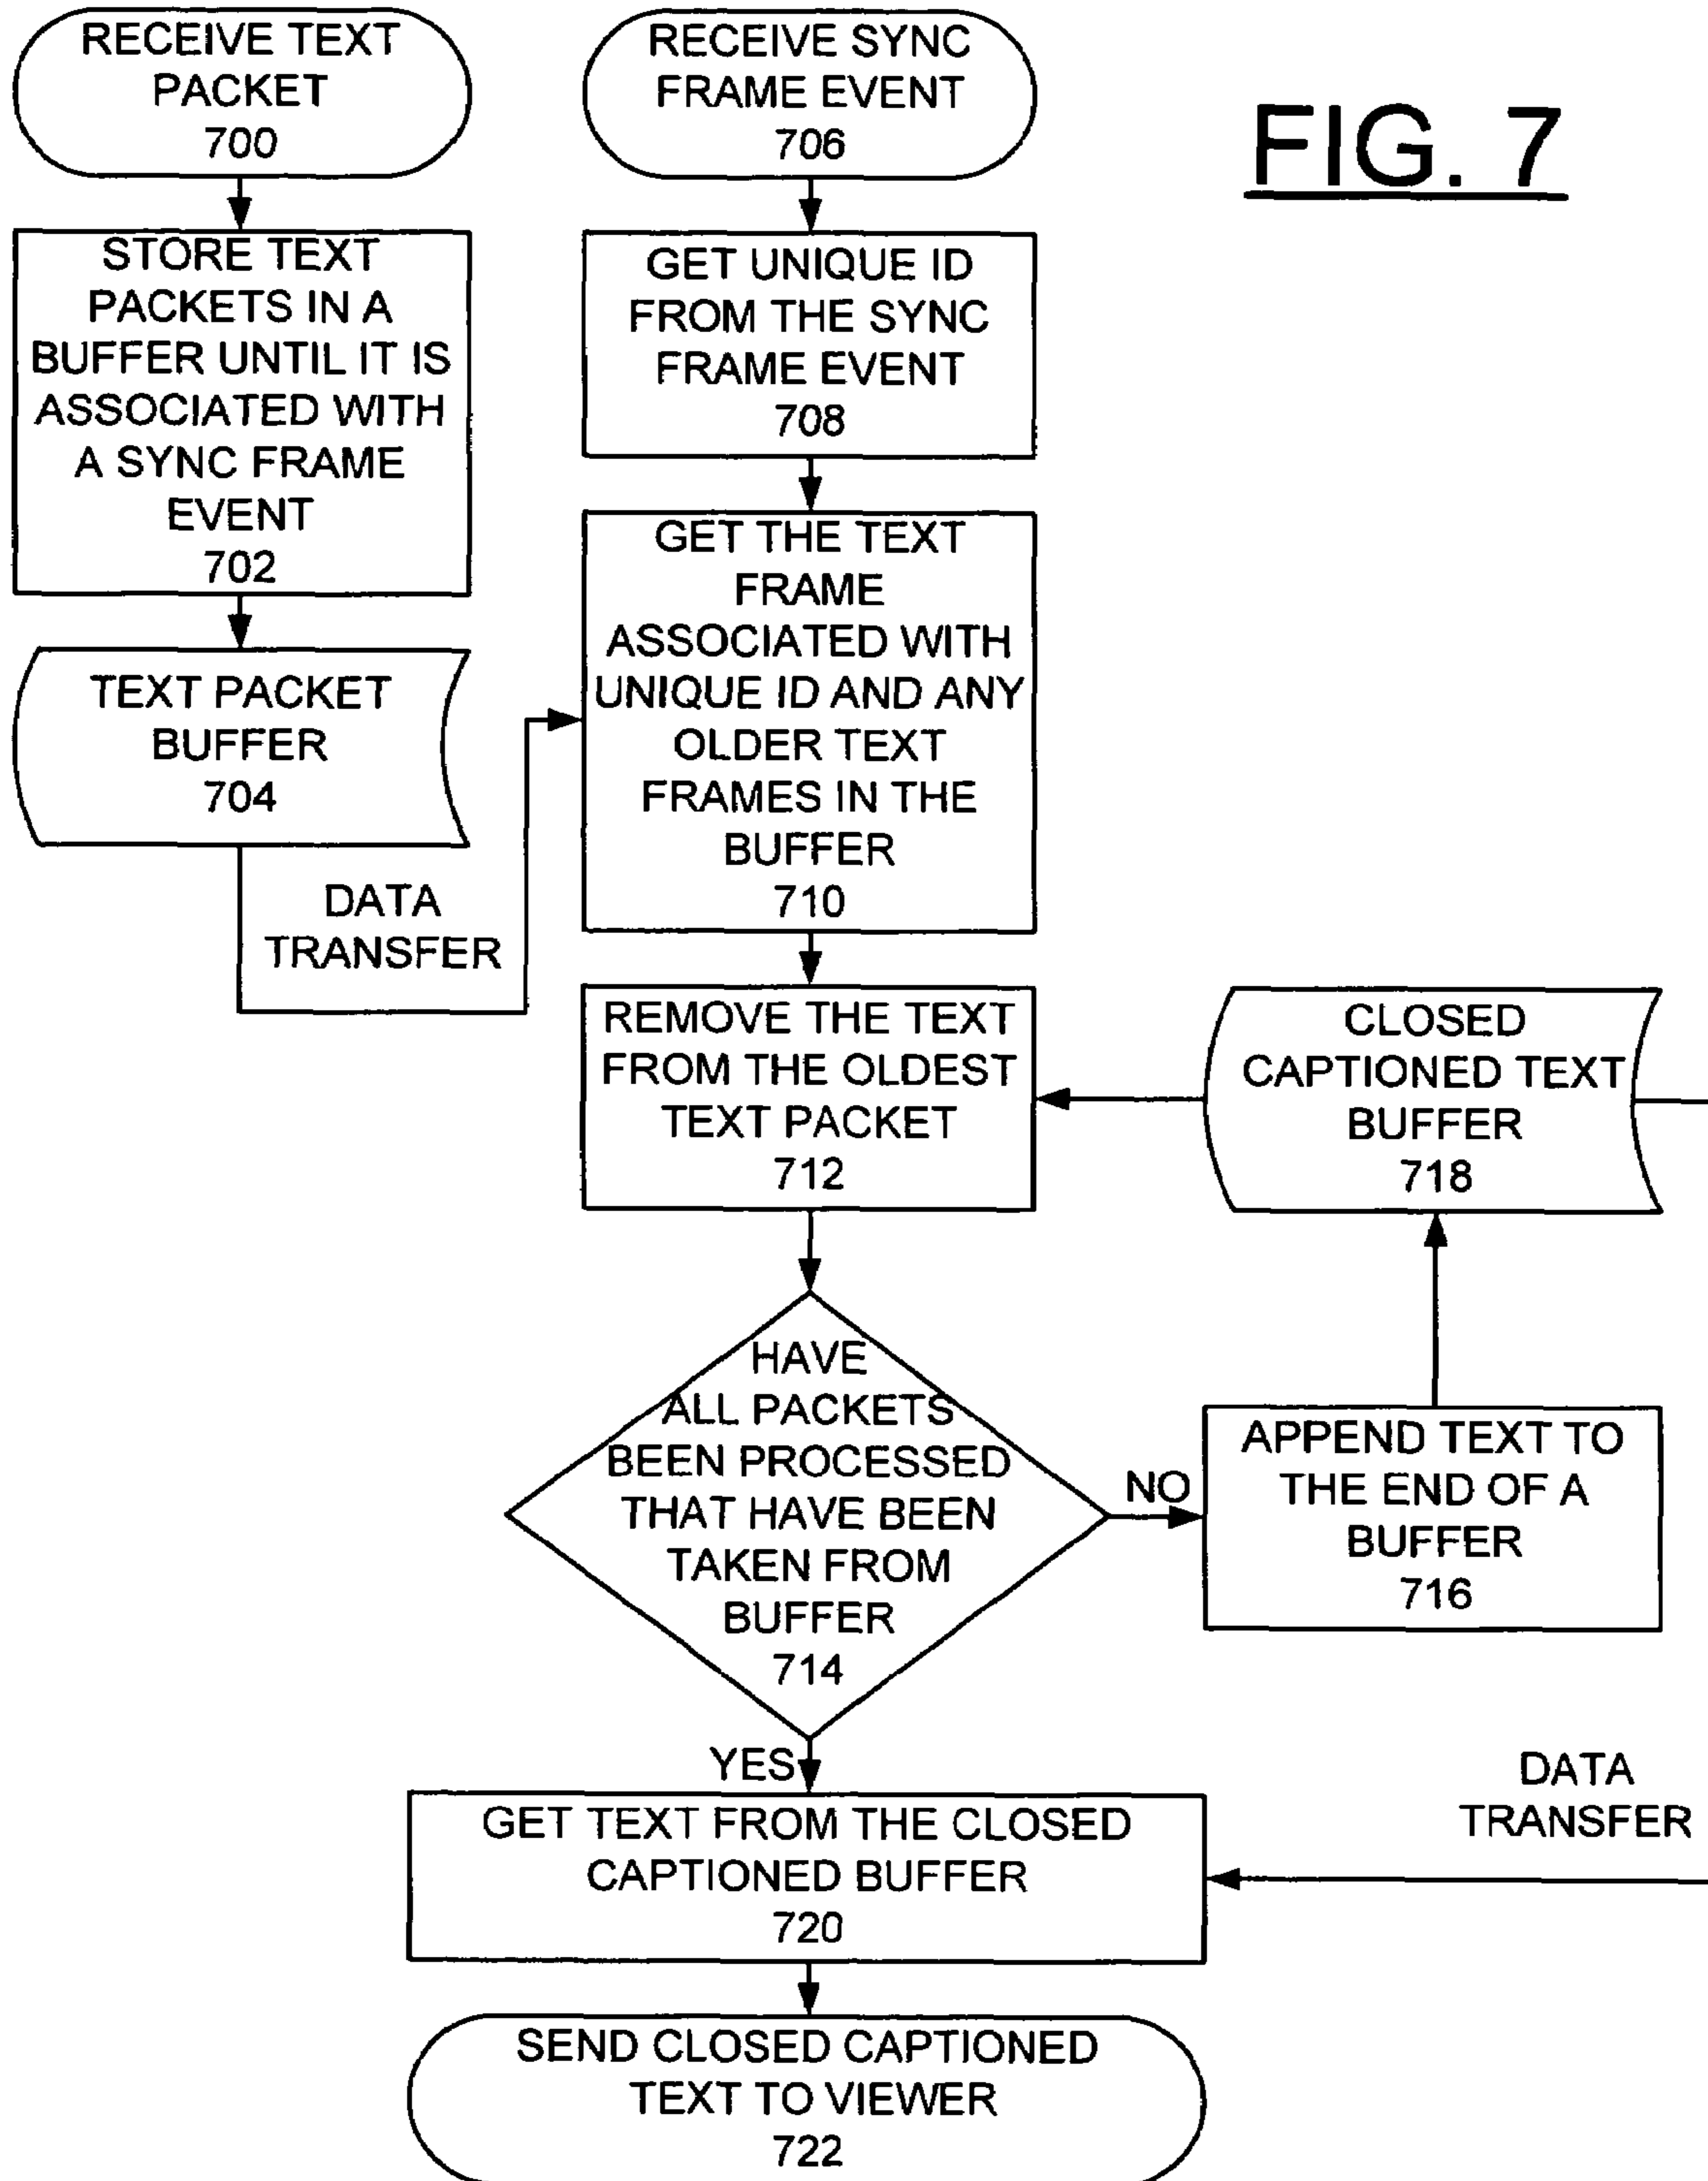 RECEIVE TEXT
PACKET
700
RECEIVE SYNC
FRAME EVENT
706
FIG. 7
STORE TEXT
PACKETS IN A
BUFFER UNTIL IT IS
ASSOCIATED WITH
A SYNC FRAME
EVENT
702
GET UNIQUE ID
FROM THE SYNC
FRAME EVENT
708
TEXT PACKET
BUFFER
704
GET THE TEXT
FRAME
ASSOCIATED WITH
UNIQUE ID AND ANY
OLDER TEXT
FRAMES IN THE
BUFFER
710
DATA
TRANSFER
REMOVE THE TEXT
FROM THE OLDEST
TEXT PACKET
712
CLOSED
CAPTIONED TEXT
BUFFER
718
HAVE
ALL PACKETS
BEEN PROCESSED
THAT HAVE BEEN
TAKEN FROM
BUFFER
714
NO
APPEND TEXT TO
THE END OF A
BUFFER
716
YES
DATA
TRANSFER
GET TEXT FROM THE CLOSED
CAPTIONED BUFFER
720
SEND CLOSED CAPTIONED
TEXT TO VIEWER
722